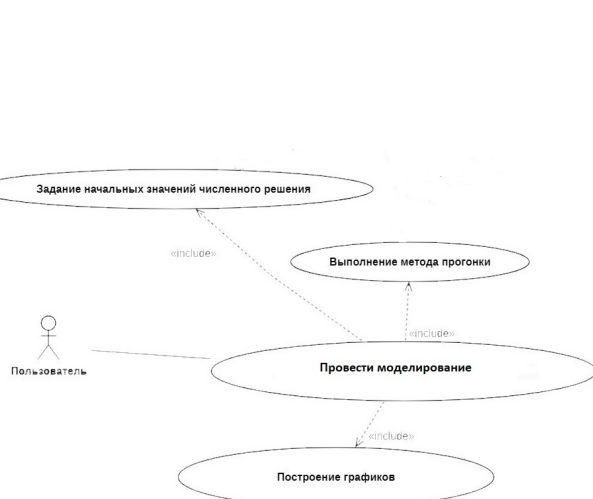 Задание начальных значений численного решения
«include»
Выполнение метода прогонки
«include»
Провести моделирование
Пользователь
«include»
Построение графиков